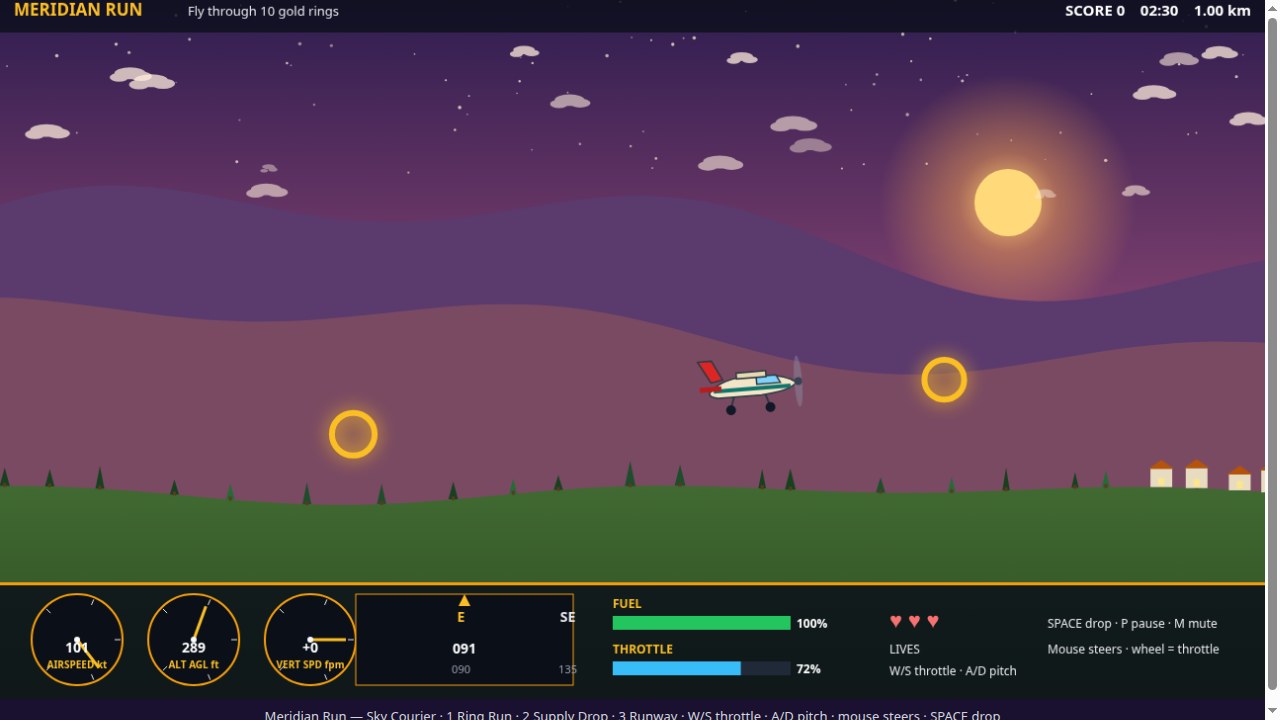 MERIDIAN RUN
Fly through 10 gold rings
SCORE 0 02:30 1.00 km
101
AIRSPEED kt
289
ALT AGL ft
+0
VERT SPD fpm
E SE
091
090 135
FUEL
100%
THROTTLE
72%
LIVES
W/S throttle · A/D pitch
SPACE drop · P pause · M mute
Mouse steers · wheel = throttle
Meridian Run — Sky Courier · 1 Ring Run · 2 Supply Drop · 3 Runway · W/S throttle · A/D pitch · mouse steers · SPACE drop